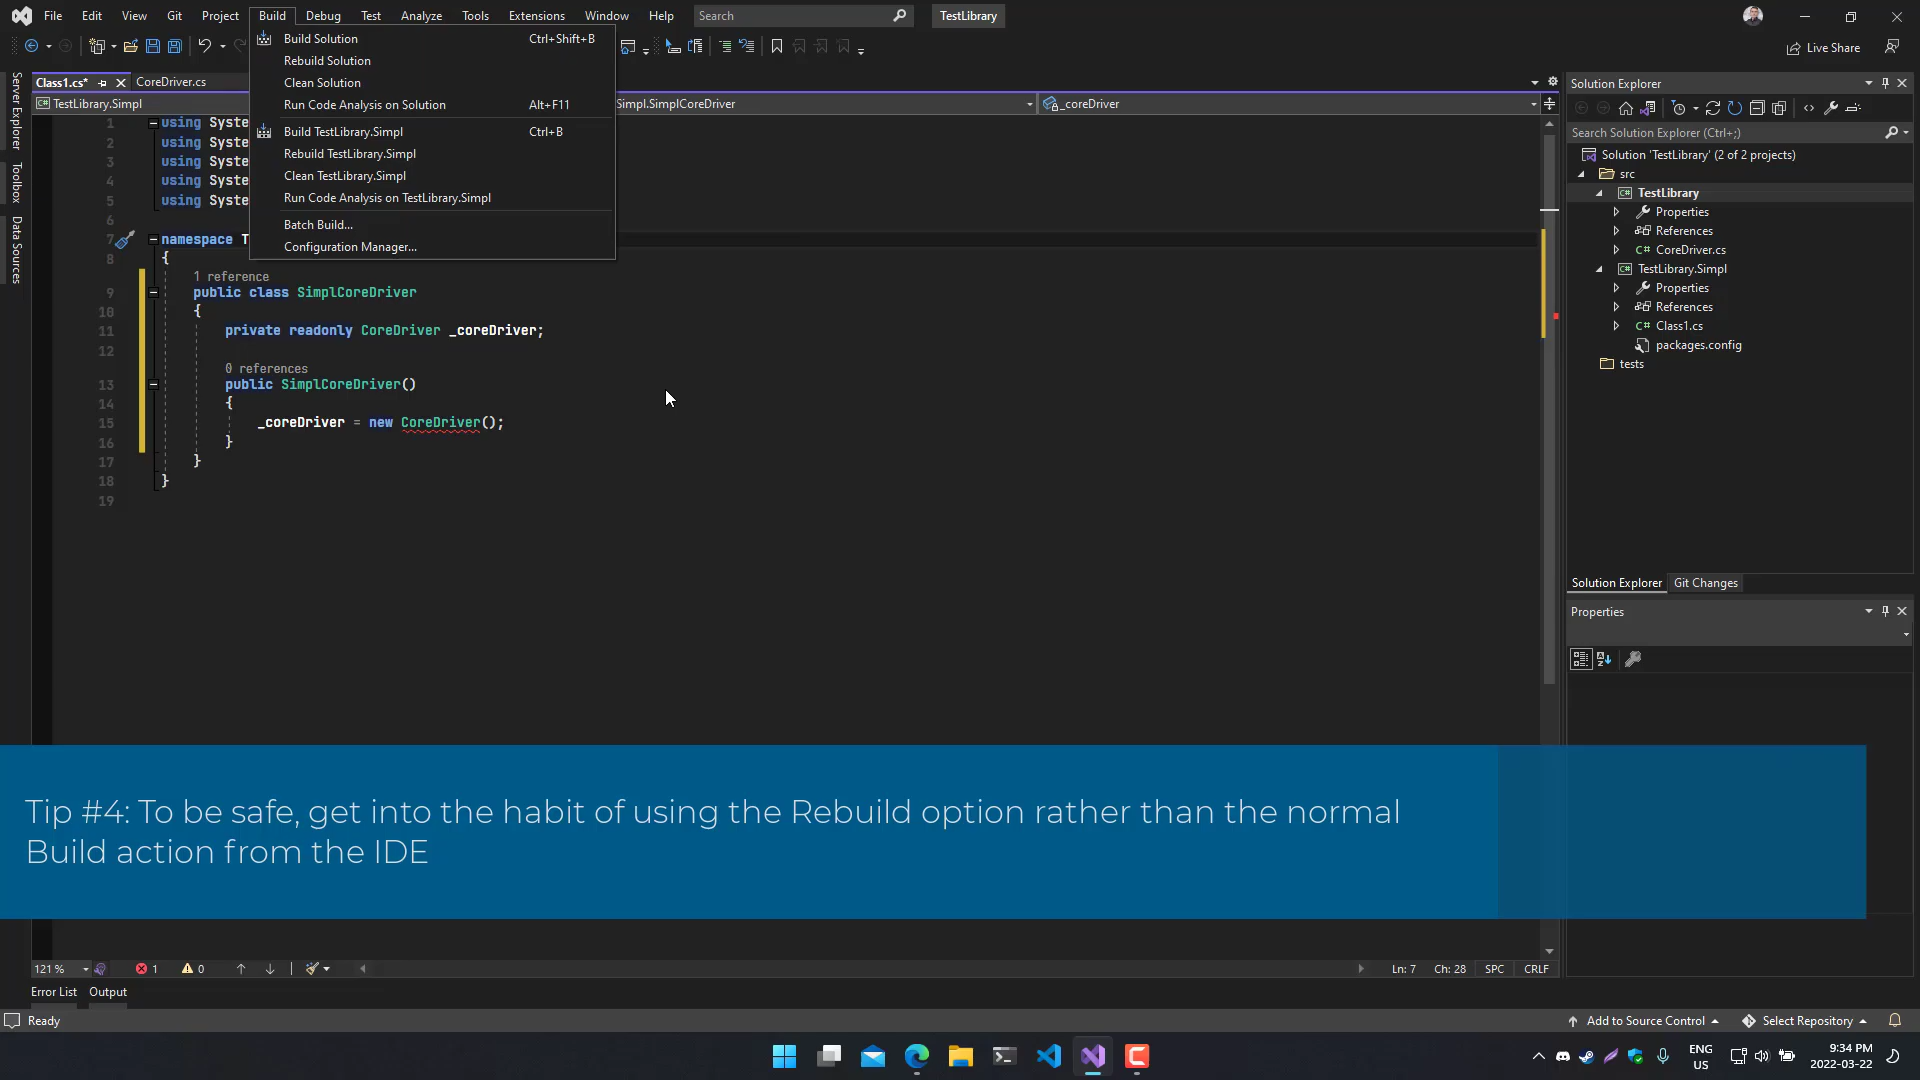 File Edit View Git Project Build Debug Test Analyze Tools Extensions Window Help Search TestLibrary
Live Share
Build Solution Ctrl+Shift+B
Rebuild Solution
Clean Solution
Run Code Analysis on Solution Alt+F11
Build TestLibrary.Simpl Ctrl+B
Rebuild TestLibrary.Simpl
Clean TestLibrary.Simpl
Run Code Analysis on TestLibrary.Simpl
Batch Build...
Configuration Manager...
Server Explorer
Toolbox
Data Sources
Class1.cs* CoreDriver.cs
TestLibrary.Simpl Simpl.SimplCoreDriver _coreDriver
1 using Syste
2 using Syste
3 using Syste
4 using Syste
5 using Syste
6
7 namespace T
8 {
1 reference
9 public class SimplCoreDriver
10 {
11 private readonly CoreDriver _coreDriver;
12
0 references
13 public SimplCoreDriver()
14 {
15 _coreDriver = new CoreDriver();
16 }
17 }
18 }
19
Solution Explorer
Search Solution Explorer (Ctrl+;)
Solution 'TestLibrary' (2 of 2 projects)
src
TestLibrary
Properties
References
C# CoreDriver.cs
TestLibrary.Simpl
Properties
References
C# Class1.cs
packages.config
tests
Solution Explorer Git Changes
Properties
Tip #4: To be safe, get into the habit of using the Rebuild option rather than the normal
Build action from the IDE
121 % 1 0 Ln: 7 Ch: 28 SPC CRLF
Error List Output
Ready Add to Source Control Select Repository
ENG
US
9:34 PM
2022-03-22